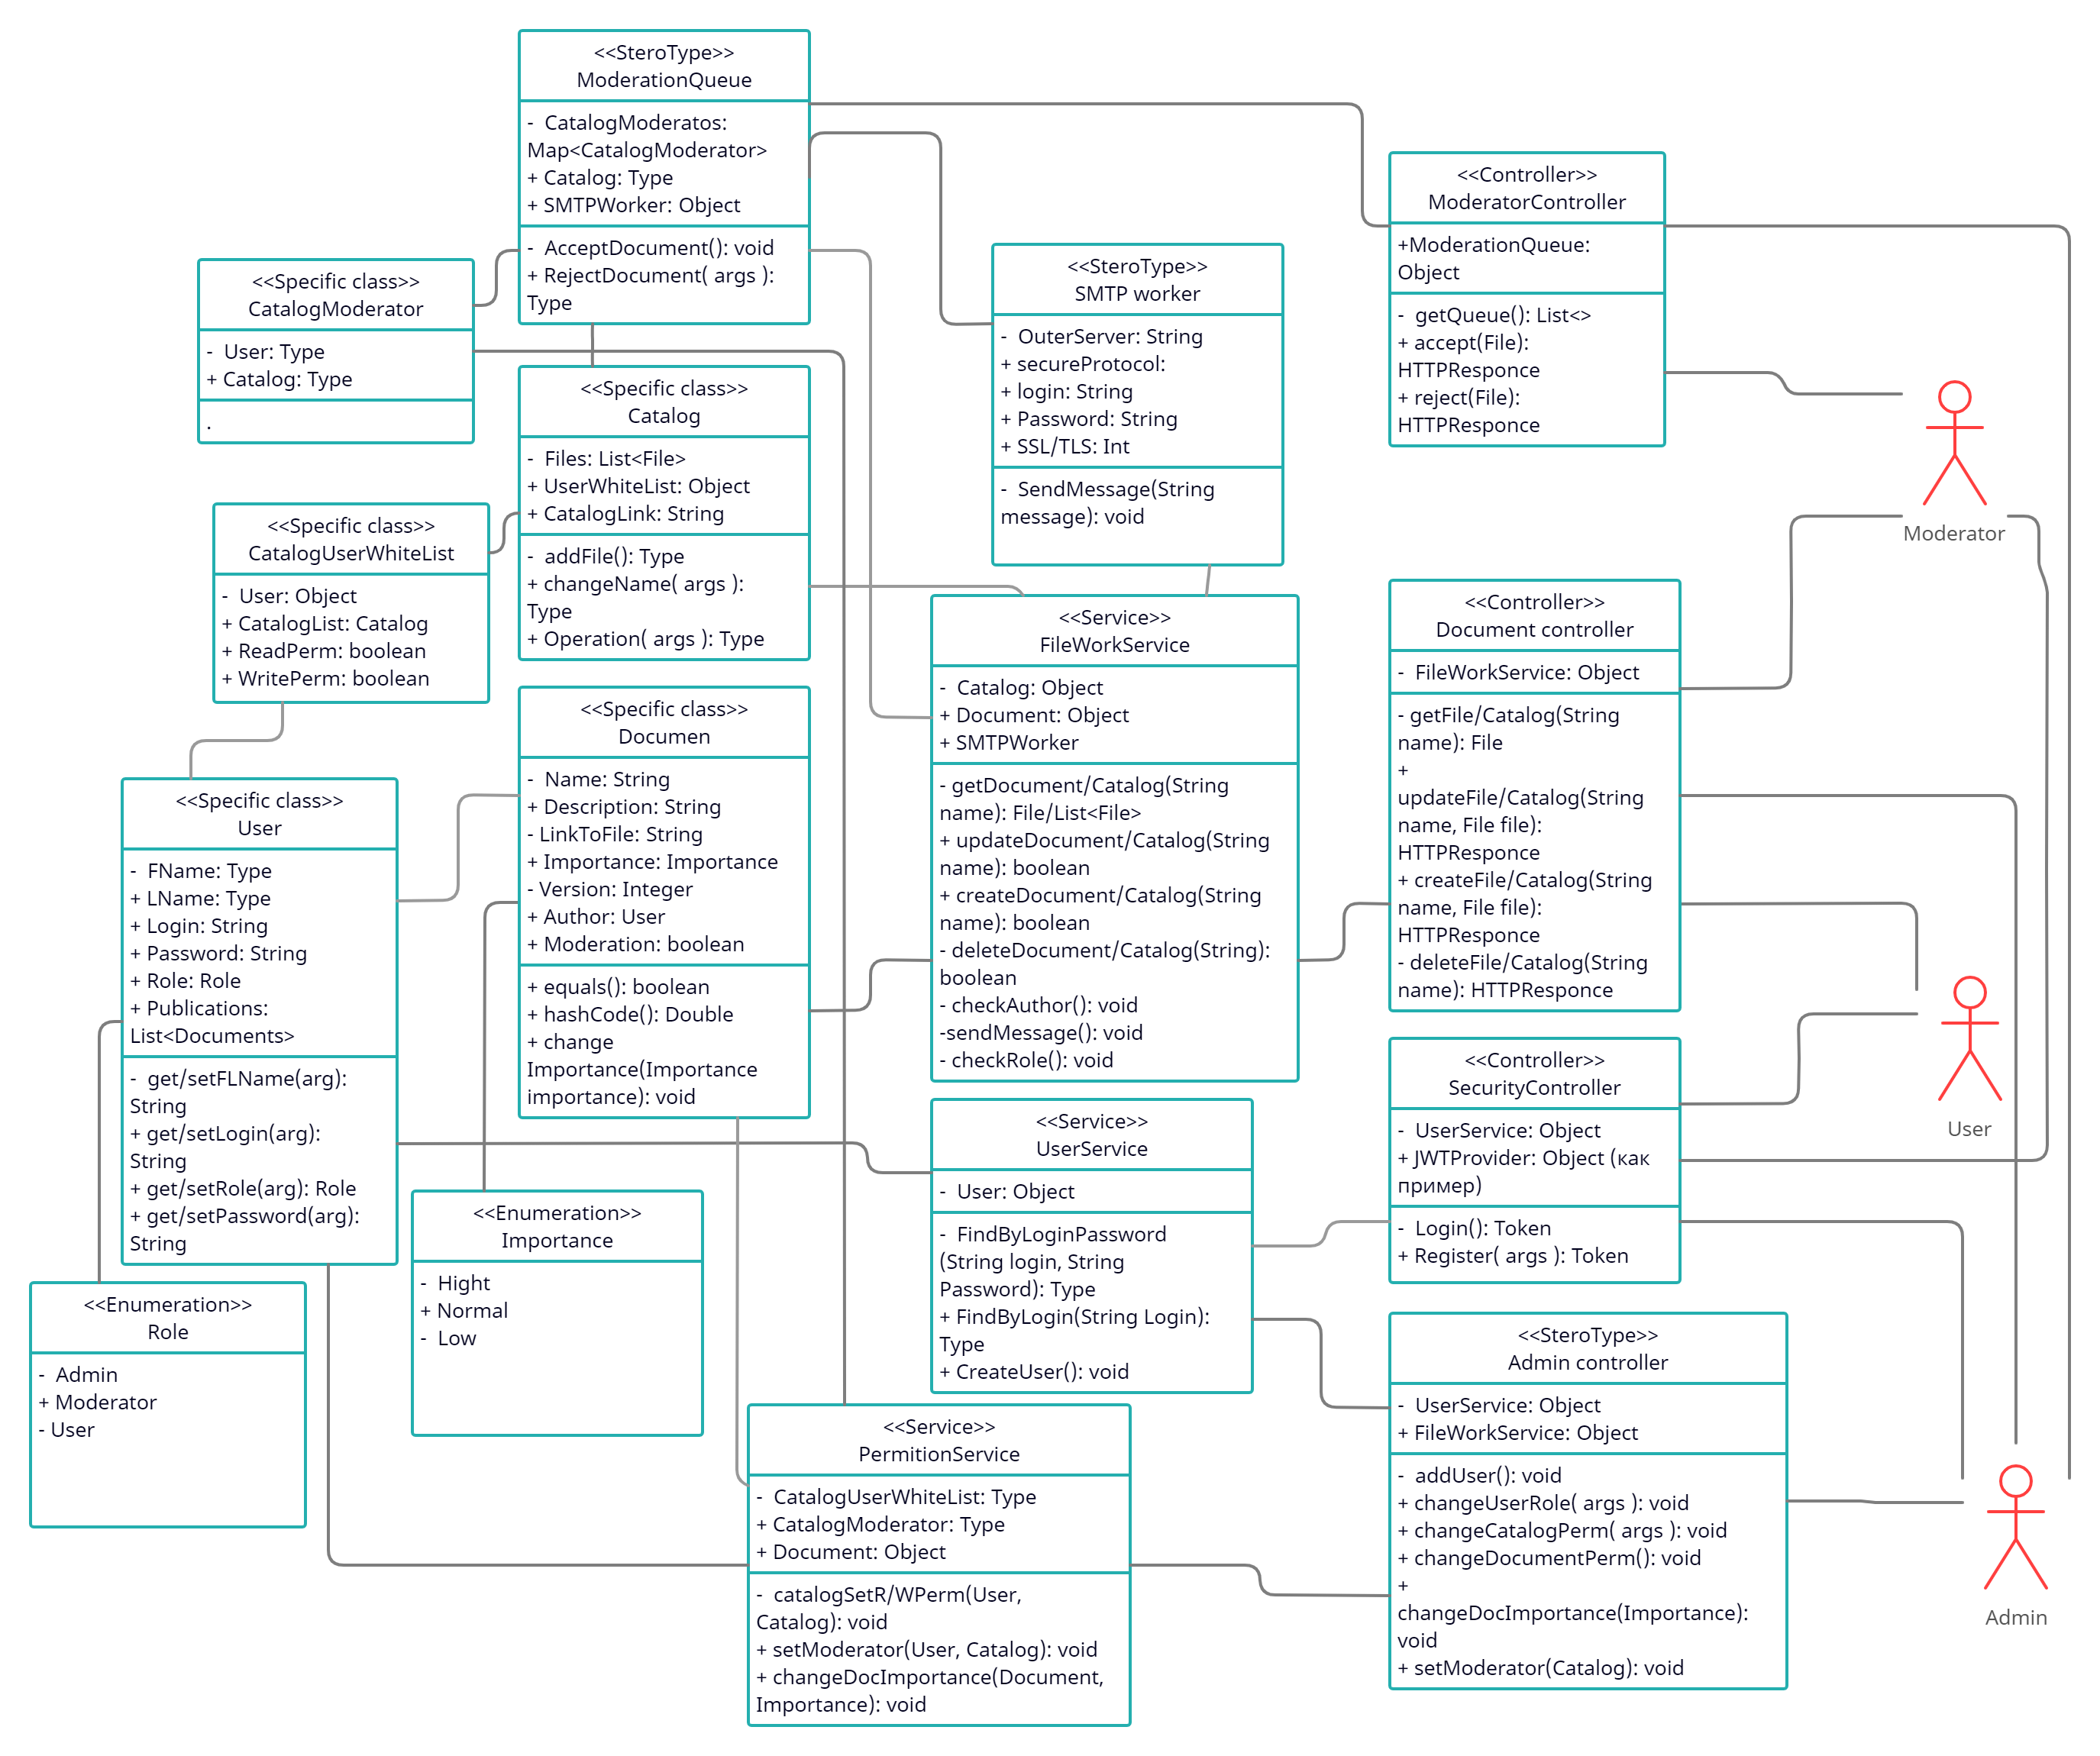 <<SteroType>>
ModerationQueue
-  CatalogModeratos:
Map<CatalogModerator>
+ Catalog: Type
+ SMTPWorker: Object
-  AcceptDocument(): void
+ RejectDocument( args ):
Type
<<Specific class>>
CatalogModerator
-  User: Type
+ Catalog: Type
.
<<Specific class>>
Catalog
-  Files: List<File>
+ UserWhiteList: Object
+ CatalogLink: String
-  addFile(): Type
+ changeName( args ):
Type
+ Operation( args ): Type
<<Specific class>>
CatalogUserWhiteList
-  User: Object
+ CatalogList: Catalog
+ ReadPerm: boolean
+ WritePerm: boolean
<<SteroType>>
SMTP worker
-  OuterServer: String
+ secureProtocol:
+ login: String
+ Password: String
+ SSL/TLS: Int
-  SendMessage(String
message): void
<<Controller>>
ModeratorController
+ModerationQueue:
Object
-  getQueue(): List<>
+ accept(File):
HTTPResponce
+ reject(File):
HTTPResponce
Moderator
<<Specific class>>
Documen
-  Name: String
+ Description: String
- LinkToFile: String
+ Importance: Importance
- Version: Integer
+ Author: User
+ Moderation: boolean
+ equals(): boolean
+ hashCode(): Double
+ change
Importance(Importance
importance): void
<<Service>>
FileWorkService
-  Catalog: Object
+ Document: Object
+ SMTPWorker
- getDocument/Catalog(String
name): File/List<File>
+ updateDocument/Catalog(String
name): boolean
+ createDocument/Catalog(String
name): boolean
- deleteDocument/Catalog(String):
boolean
- checkAuthor(): void
-sendMessage(): void
- checkRole(): void
<<Controller>>
Document controller
-  FileWorkService: Object
- getFile/Catalog(String
name): File
+
updateFile/Catalog(String
name, File file):
HTTPResponce
+ createFile/Catalog(String
name, File file):
HTTPResponce
- deleteFile/Catalog(String
name): HTTPResponce
<<Specific class>>
User
-  FName: Type
+ LName: Type
+ Login: String
+ Password: String
+ Role: Role
+ Publications:
List<Documents>
-  get/setFLName(arg):
String
+ get/setLogin(arg):
String
+ get/setRole(arg): Role
+ get/setPassword(arg):
String
User
<<Controller>>
SecurityController
-  UserService: Object
+ JWTProvider: Object (как
пример)
-  Login(): Token
+ Register( args ): Token
<<Service>>
UserService
-  User: Object
-  FindByLoginPassword
(String login, String
Password): Type
+ FindByLogin(String Login):
Type
+ CreateUser(): void
<<Enumeration>>
Importance
-  Hight
+ Normal
-  Low
<<Enumeration>>
Role
-  Admin
+ Moderator
- User
<<SteroType>>
Admin controller
-  UserService: Object
+ FileWorkService: Object
-  addUser(): void
+ changeUserRole( args ): void
+ changeCatalogPerm( args ): void
+ changeDocumentPerm(): void
+
changeDocImportance(Importance):
void
+ setModerator(Catalog): void
<<Service>>
PermitionService
-  CatalogUserWhiteList: Type
+ CatalogModerator: Type
+ Document: Object
-  catalogSetR/WPerm(User,
Catalog): void
+ setModerator(User, Catalog): void
+ changeDocImportance(Document,
Importance): void
Admin